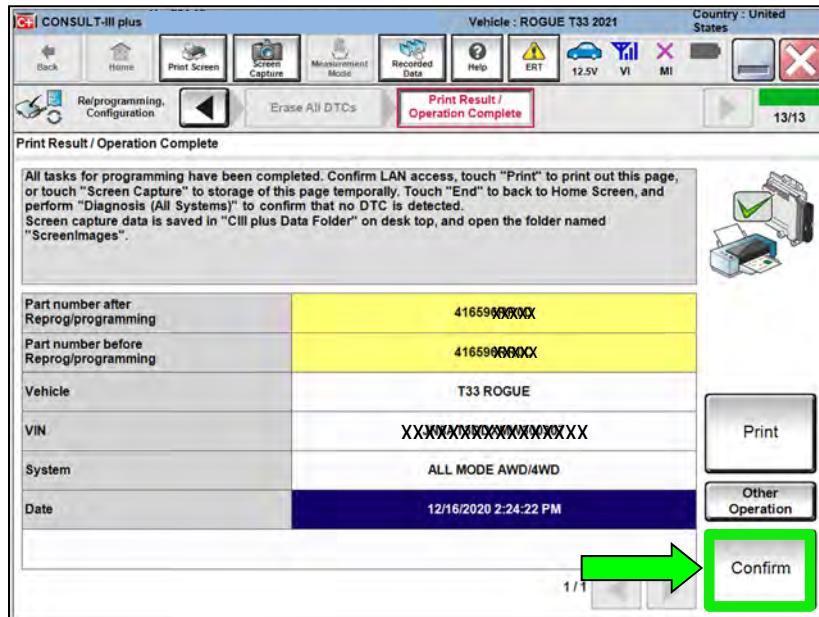 C+ CONSULT-III plus
Vehicle : ROGUE T33 2021
Country : United
States
Back
Home
Print Screen
Screen
Capture
Measurement
Mode
Recorded
Data
Help
ERT
12.5V
VI
MI
Re/programming,
Configuration
Erase All DTCs
Print Result /
Operation Complete
13/13
Print Result / Operation Complete
All tasks for programming have been completed. Confirm LAN access, touch "Print" to print out this page,
or touch "Screen Capture" to storage of this page temporally. Touch "End" to back to Home Screen, and
perform "Diagnosis (All Systems)" to confirm that no DTC is detected.
Screen capture data is saved in "CIII plus Data Folder" on desk top, and open the folder named
"ScreenImages".
Part number after
Reprog/programming
416596XXXXX
Part number before
Reprog/programming
416596XXXXX
Vehicle
T33 ROGUE
VIN
XXXXXXXXXXXXXXXXX
System
ALL MODE AWD/4WD
Date
12/16/2020 2:24:22 PM
Print
Other
Operation
Confirm
1/1